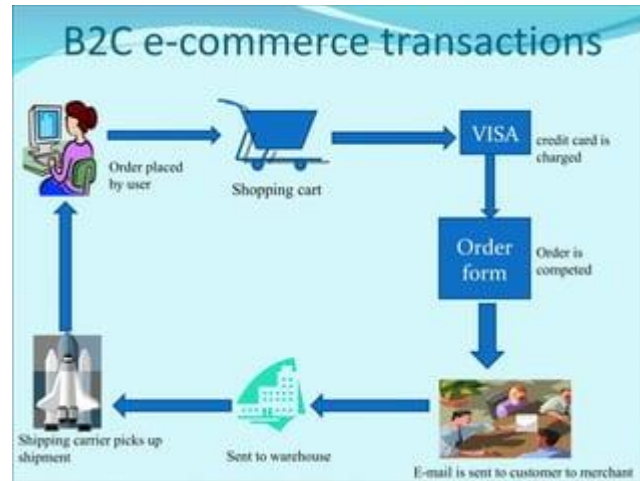 B2C e-commerce transactions
Order placed
by user
Shopping cart
VISA
credit card is
charged
Order
form
Order is
competed
Shipping carrier picks up
shipment
Sent to warehouse
E-mail is sent to customer to merchant